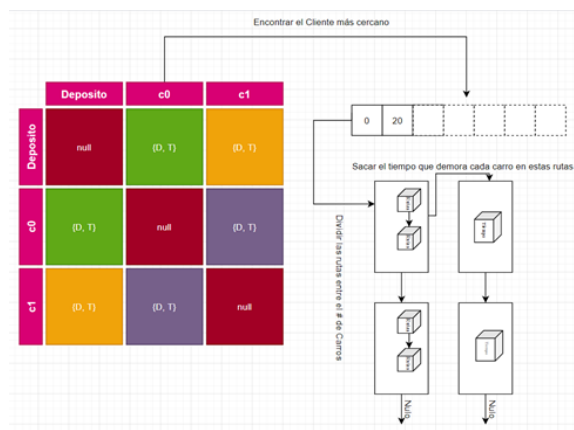 Encontrar el Cliente más cercano
Deposito
c0
c1
Deposito
null
{D, T}
{D, T}
c0
{D, T}
null
{D, T}
c1
{D, T}
{D, T}
null
0
20
Sacar el tiempo que demora cada carro en estas rutas
Dividir las rutas entre el # de Carros
Tiempo
Nulo
Nulo